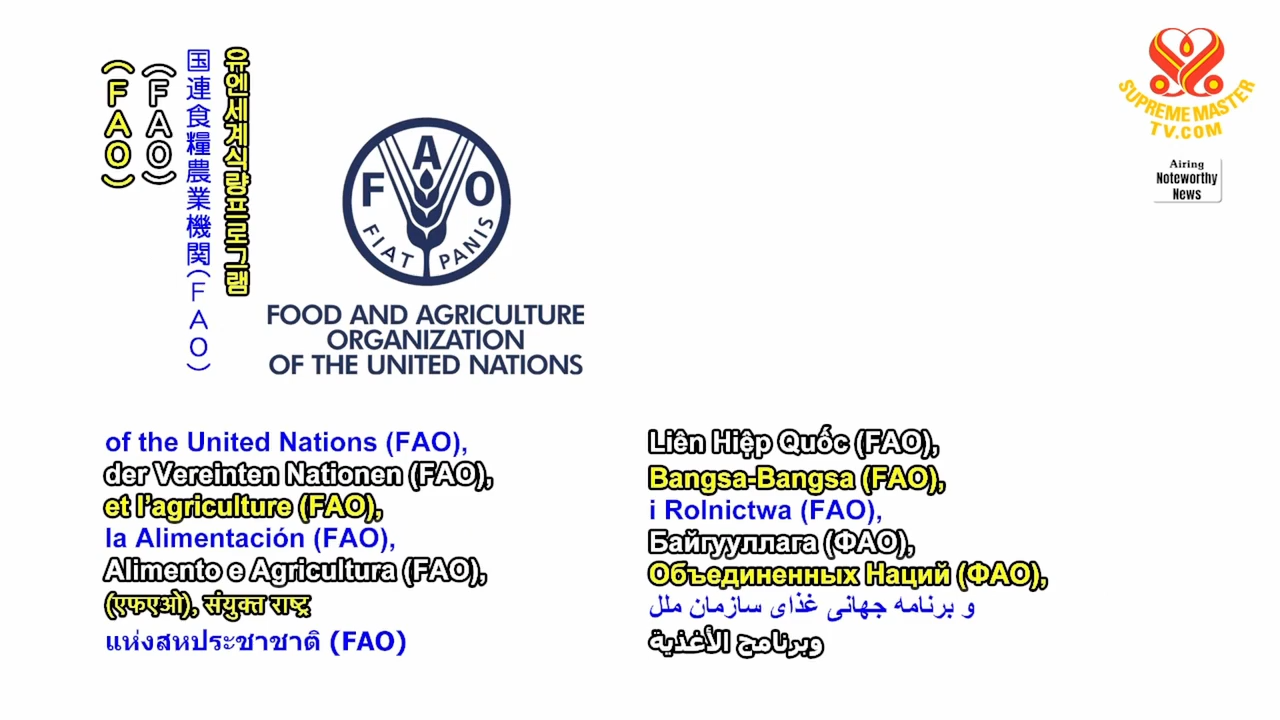 (FAO)
(FAO)
国連食糧農業機関(FAO)
유엔세계식량프로그램
F A O
FIAT PANIS
FOOD AND AGRICULTURE
ORGANIZATION
OF THE UNITED NATIONS
SUPREME MASTER
TV.COM
Airing
Noteworthy
News
of the United Nations (FAO),
der Vereinten Nationen (FAO),
et l'agriculture (FAO),
la Alimentación (FAO),
Alimento e Agricultura (FAO),
(एफएओ), संयुक्त राष्ट्र
แห่งสหประชาชาติ (FAO)
Liên Hiệp Quốc (FAO),
Bangsa-Bangsa (FAO),
i Rolnictwa (FAO),
Байгууллага (ФАО),
Объединенных Наций (ФАО),
و برنامه جهانی غذای سازمان ملل
وبرنامج الأغذية